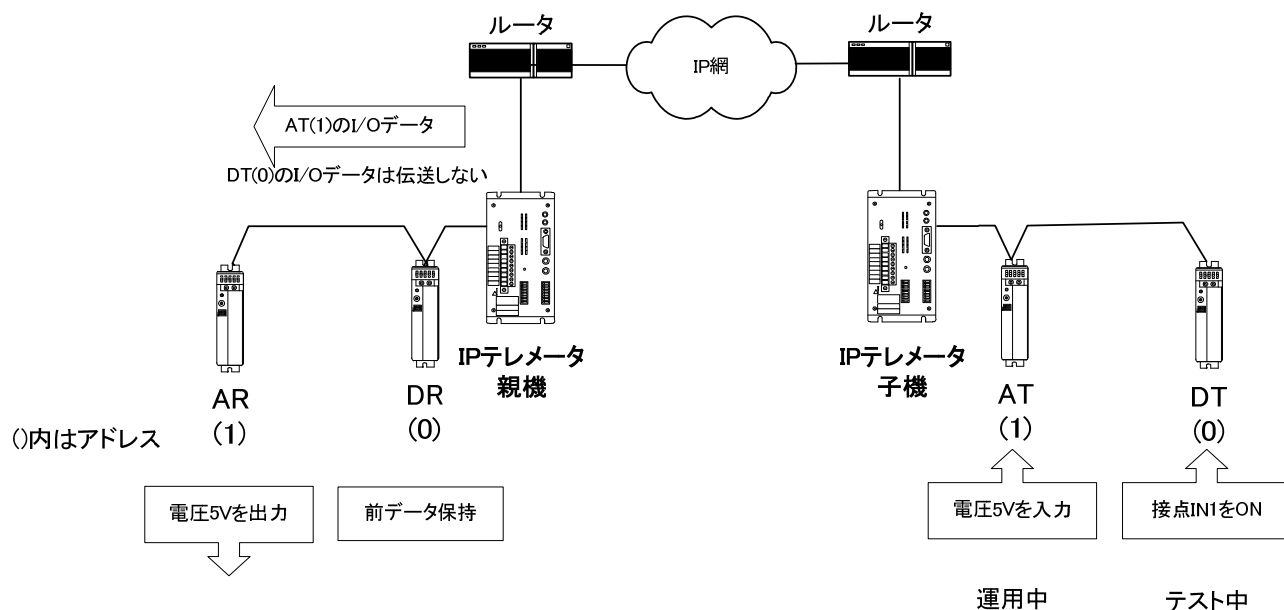 ルータ
ルータ
IP網
AT(1)のI/Oデータ
DT(0)のI/Oデータは伝送しない
IPテレメータ
親機
IPテレメータ
子機
AR
(1)
DR
(0)
AT
(1)
DT
(0)
()内はアドレス
電圧5Vを出力
前データ保持
電圧5Vを入力
接点IN1をON
運用中
テスト中